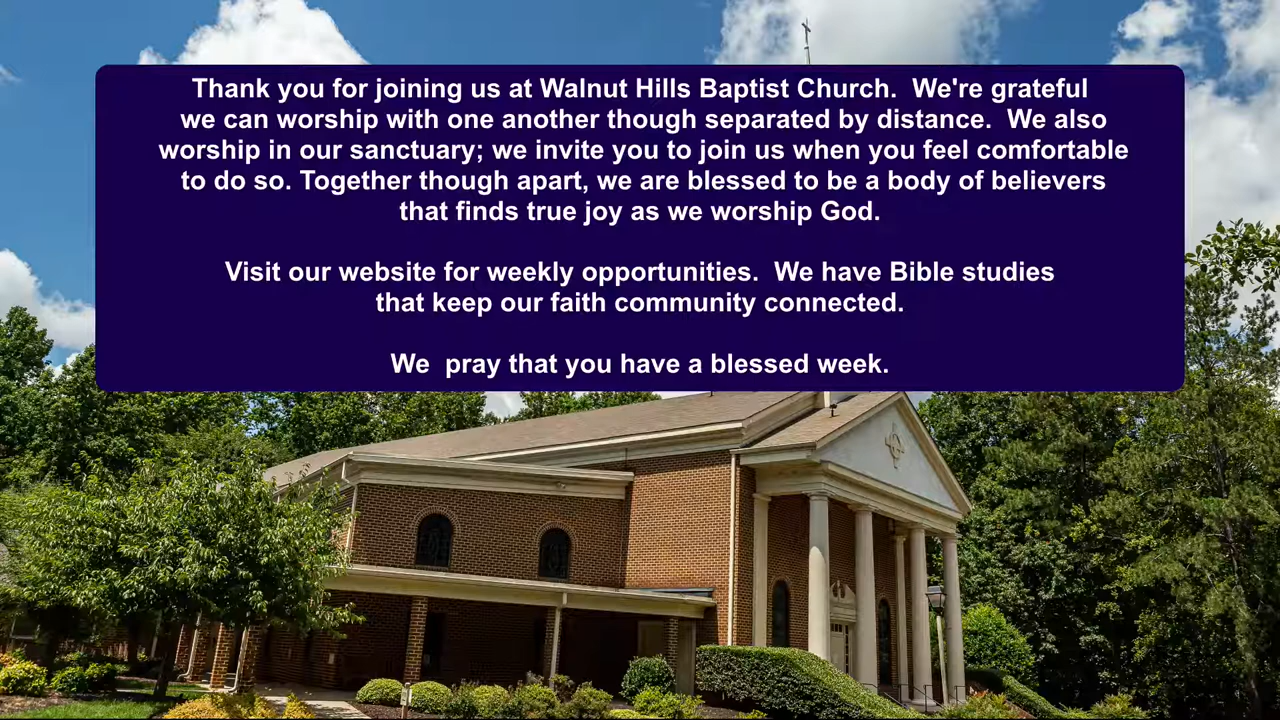 Thank you for joining us at Walnut Hills Baptist Church.  We're grateful
we can worship with one another though separated by distance.  We also
worship in our sanctuary; we invite you to join us when you feel comfortable
to do so. Together though apart, we are blessed to be a body of believers
that finds true joy as we worship God.
Visit our website for weekly opportunities.  We have Bible studies
that keep our faith community connected.
We  pray that you have a blessed week.